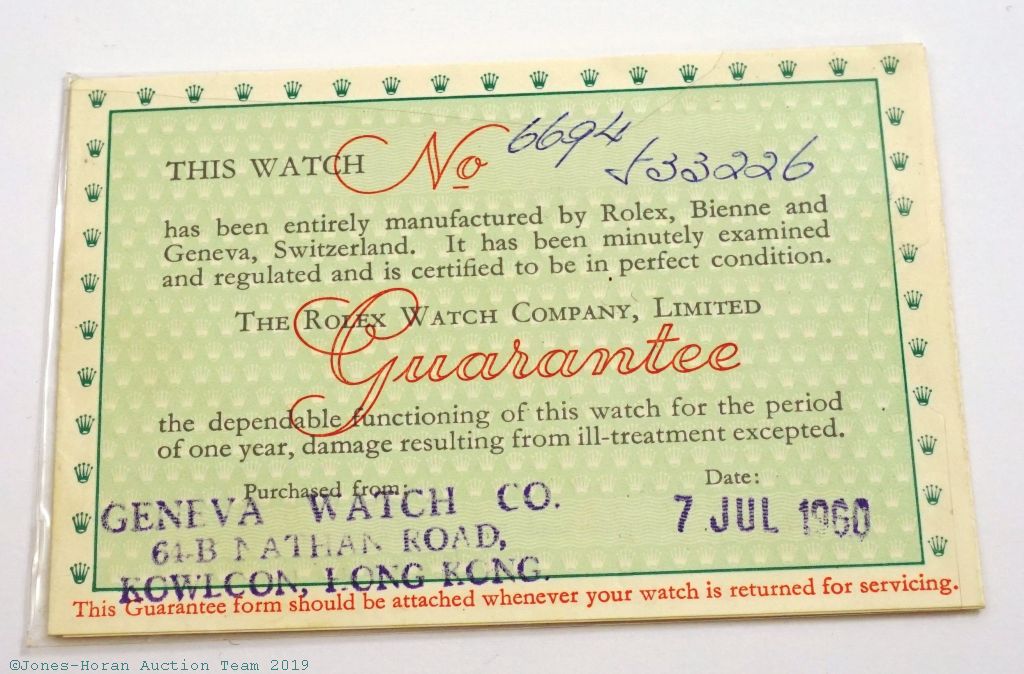 THIS WATCH No 6694
533226
has been entirely manufactured by Rolex, Bienne and
Geneva, Switzerland. It has been minutely examined
and regulated and is certified to be in perfect condition.
THE ROLEX WATCH COMPANY, LIMITED
Guarantee
the dependable functioning of this watch for the period
of one year, damage resulting from ill-treatment excepted.
Purchased from: Date:
GENEVA WATCH CO. 7 JUL 1960
64-B NATHAN ROAD,
KOWLOON, HONG KONG.
This Guarantee form should be attached whenever your watch is returned for servicing.
©Jones-Horan Auction Team 2019